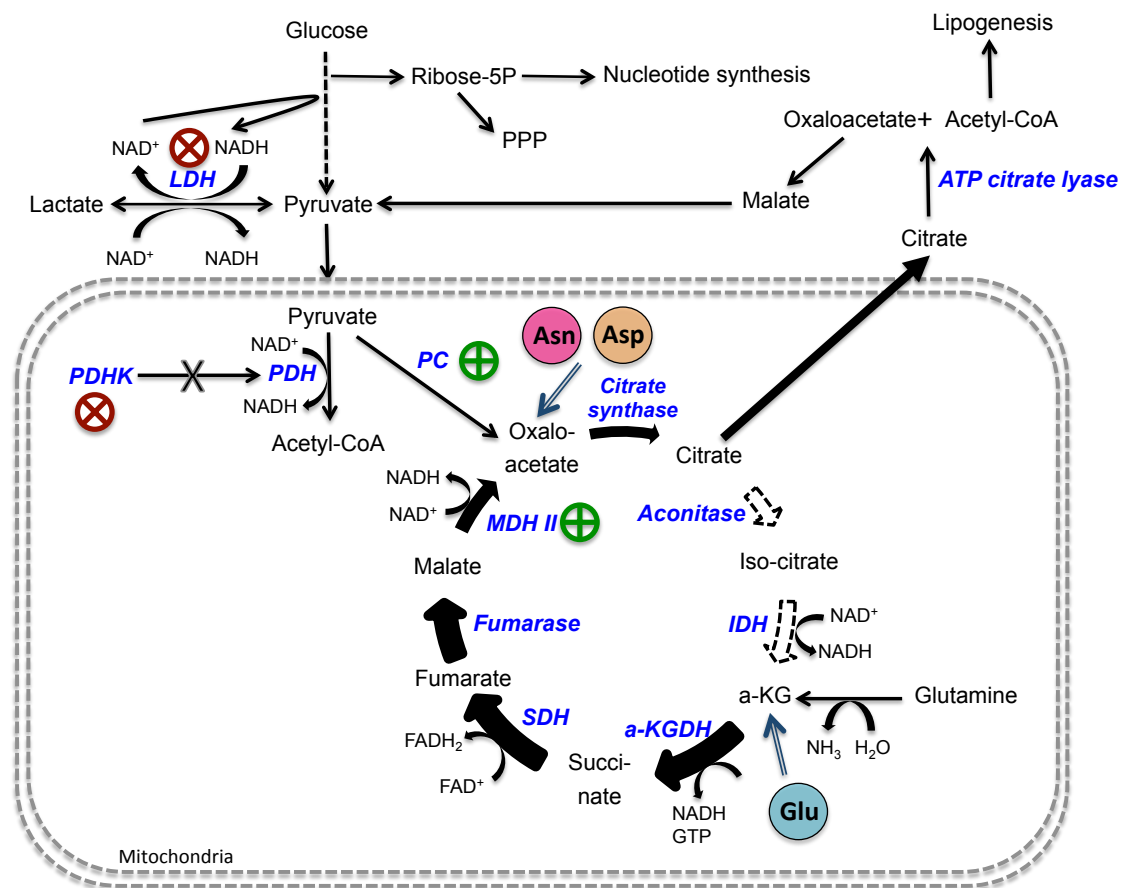 Glucose
Lipogenesis
Ribose-5P
Nucleotide synthesis
PPP
Oxaloacetate+
Acetyl-CoA
NAD⁺
NADH
LDH
ATP citrate lyase
Lactate
Pyruvate
Malate
NAD⁺
NADH
Citrate
Pyruvate
Asn
Asp
NAD⁺
PC
PDHK
PDH
Citrate
synthase
NADH
Acetyl-CoA
Oxalo-
acetate
Citrate
NADH
NAD⁺
MDH II
Aconitase
Malate
Iso-citrate
Fumarase
IDH
NAD⁺
NADH
Fumarate
a-KG
Glutamine
SDH
a-KGDH
FADH₂
NH₃
H₂O
FAD⁺
Succi-
nate
NADH
GTP
Glu
Mitochondria